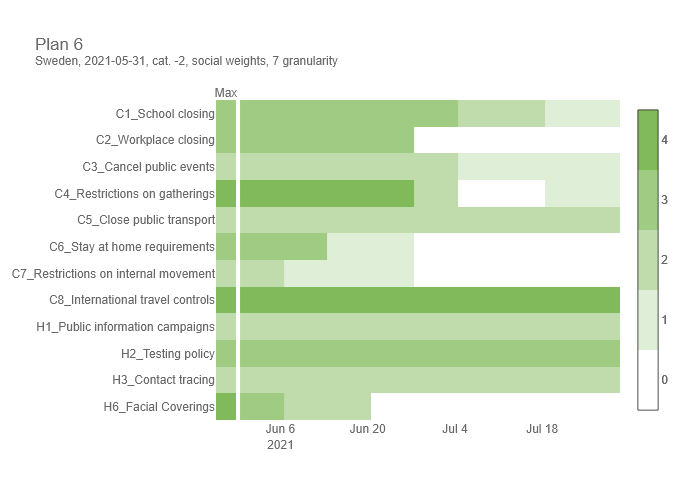 Plan 6
Sweden, 2021-05-31, cat. -2, social weights, 7 granularity
Max
C1_School closing
C2_Workplace closing
C3_Cancel public events
C4_Restrictions on gatherings
C5_Close public transport
C6_Stay at home requirements
C7_Restrictions on internal movement
C8_International travel controls
H1_Public information campaigns
H2_Testing policy
H3_Contact tracing
H6_Facial Coverings
Jun 6 Jun 20 Jul 4 Jul 18
2021
4
3
2
1
0